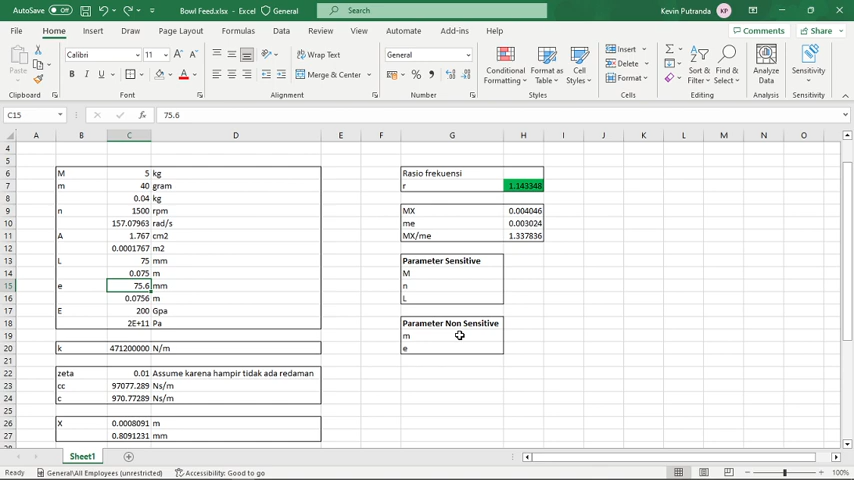 AutoSave Off Bowl Feed.xlsx General Search Kevin Putranda KP
File Home Insert Draw Page Layout Formulas Data Review View Automate Add-ins Help Comments Share
Paste Calibri 11 A A Wrap Text General Conditional Formatting Format as Table Cell Styles Insert Sort & Filter Find & Select Analyze Data Sensitivity
B I U A Merge & Center $ % Delete
Format
Clipboard Font Alignment Number Styles Cells Editing Analysis Sensitivity
C15 fx 75.6
A B C D E F G H I J K L M N O
4
5
6 M 5 kg Rasio frekuensi
7 m 40 gram r 1.143348
8 0.04 kg
9 n 1500 rpm MX 0.004046
10 157.07963 rad/s me 0.003024
11 A 1.767 cm2 MX/me 1.337836
12 0.0001767 m2
13 L 75 mm Parameter Sensitive
14 0.075 m M
15 e 75.6 mm n
16 0.0756 m L
17 E 200 Gpa
18 2E+11 Pa Parameter Non Sensitive
19 m
20 k 471200000 N/m e
21
22 zeta 0.01 Assume karena hampir tidak ada redaman
23 cc 97077.289 Ns/m
24 c 970.77289 Ns/m
25
26 X 0.0008091 m
27 0.8091231 mm
28
Sheet1
Ready General\All Employees (unrestricted) Accessibility: Good to go 100%